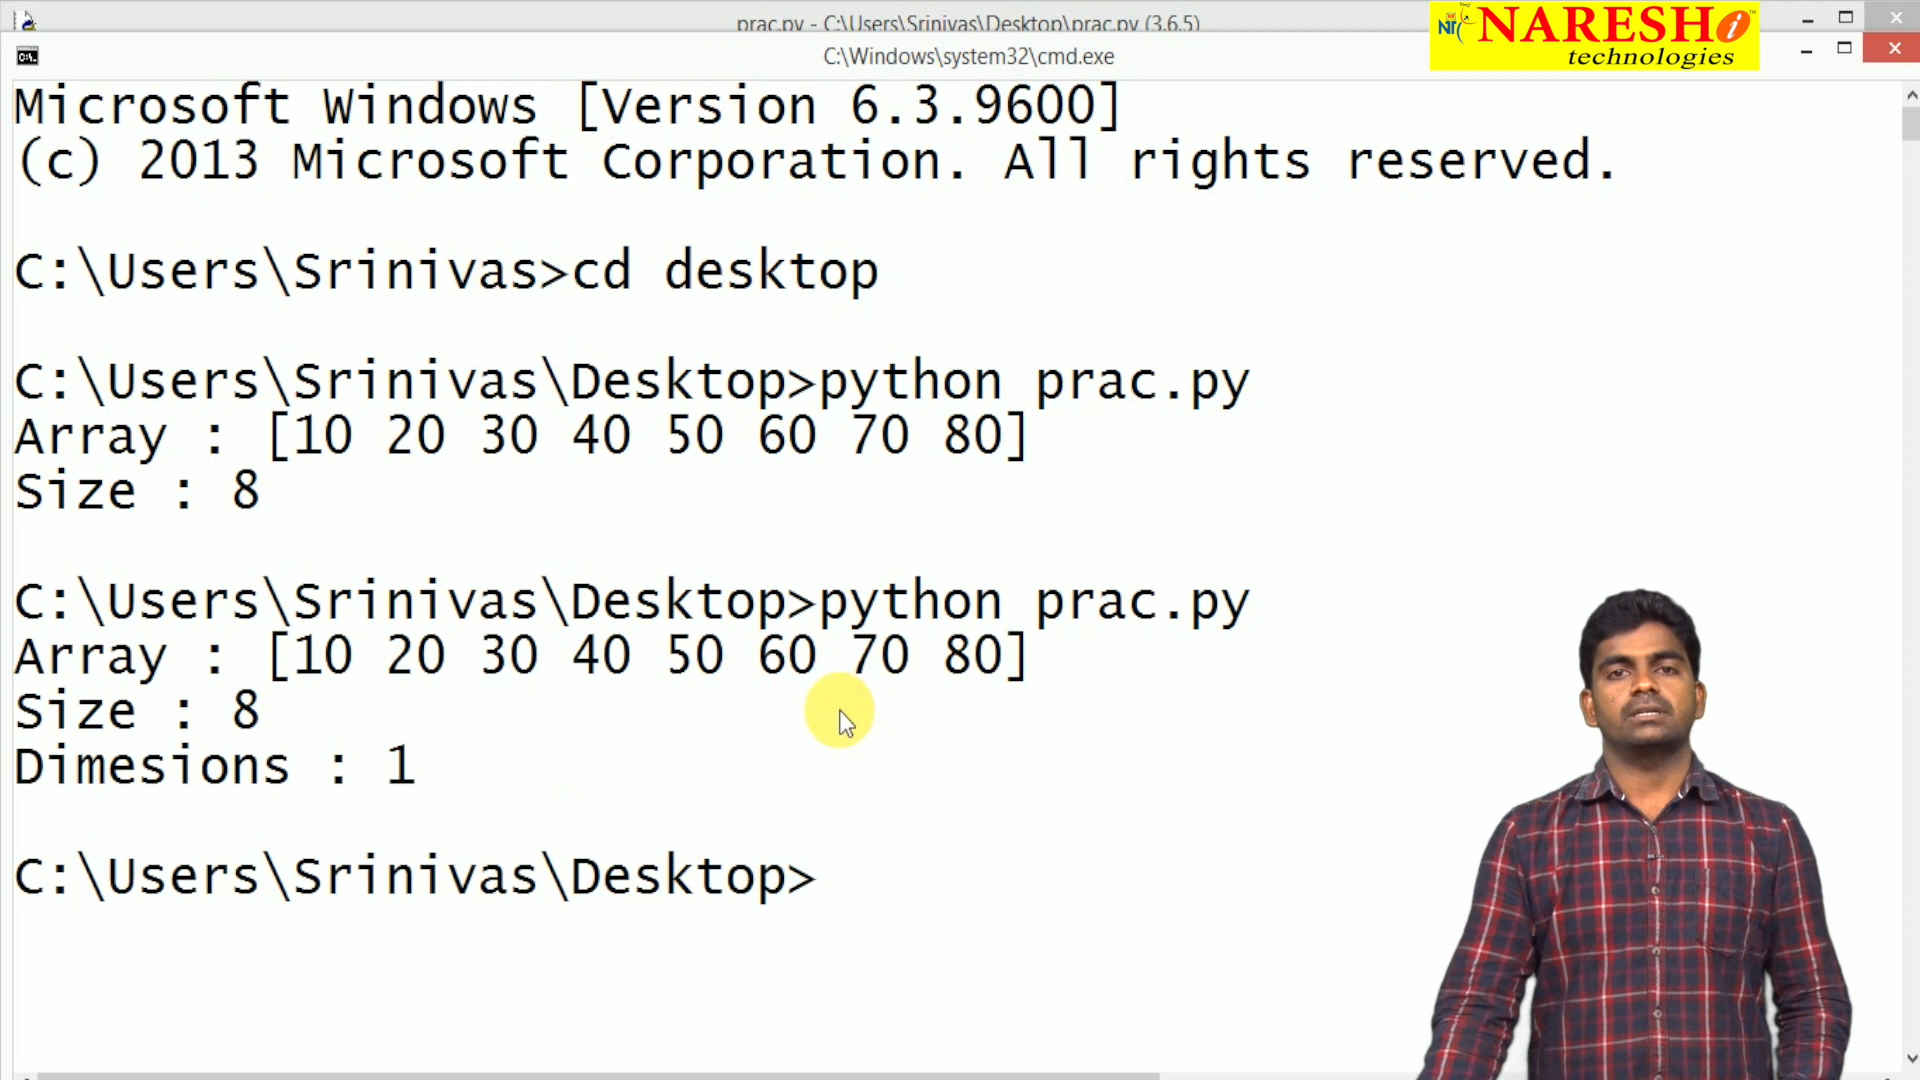 prac.py - C:\Users\Srinivas\Desktop\prac.py (3.6.5)
NARESH i
technologies
C:\Windows\system32\cmd.exe
Microsoft Windows [Version 6.3.9600]
(c) 2013 Microsoft Corporation. All rights reserved.
C:\Users\Srinivas>cd desktop
C:\Users\Srinivas\Desktop>python prac.py
Array : [10 20 30 40 50 60 70 80]
Size : 8
C:\Users\Srinivas\Desktop>python prac.py
Array : [10 20 30 40 50 60 70 80]
Size : 8
Dimesions : 1
C:\Users\Srinivas\Desktop>